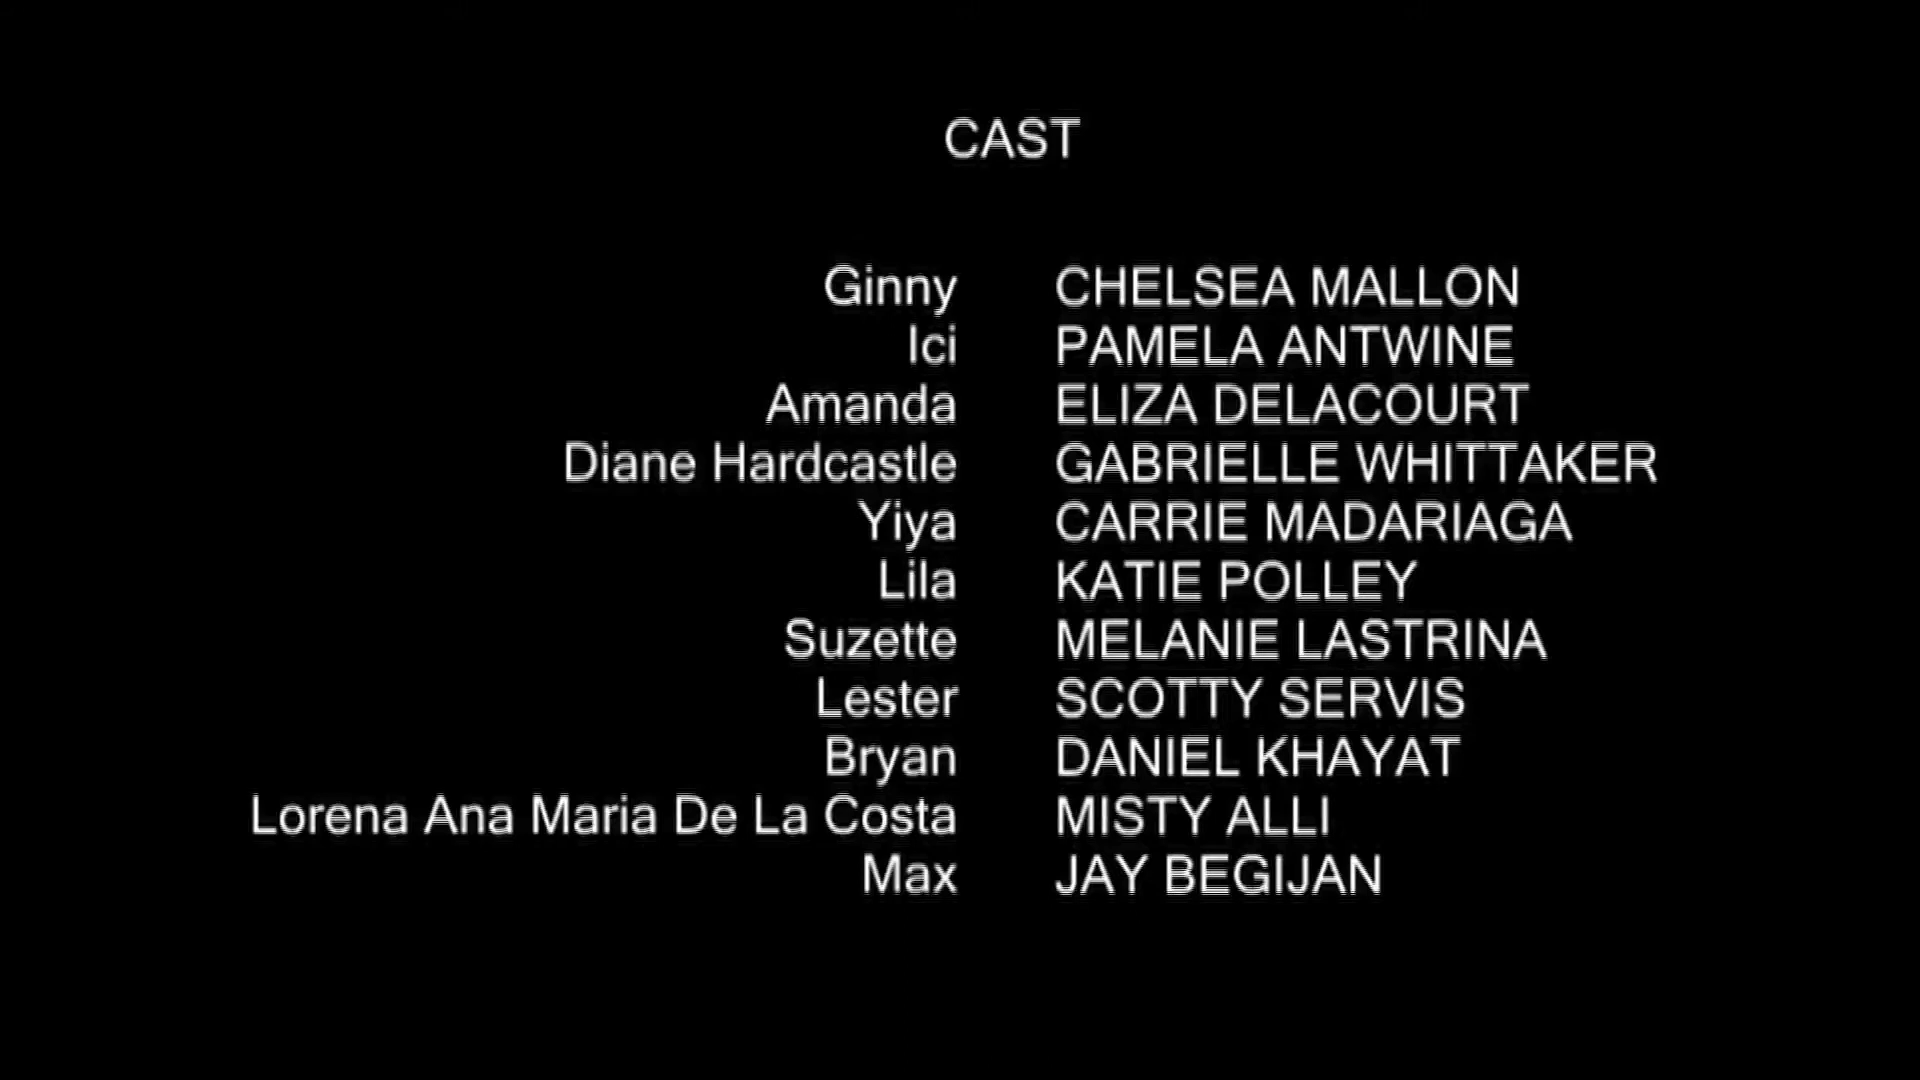 CAST
Ginny CHELSEA MALLON
Ici PAMELA ANTWINE
Amanda ELIZA DELACOURT
Diane Hardcastle GABRIELLE WHITTAKER
Yiya CARRIE MADARIAGA
Lila KATIE POLLEY
Suzette MELANIE LASTRINA
Lester SCOTTY SERVIS
Bryan DANIEL KHAYAT
Lorena Ana Maria De La Costa MISTY ALLI
Max JAY BEGIJAN